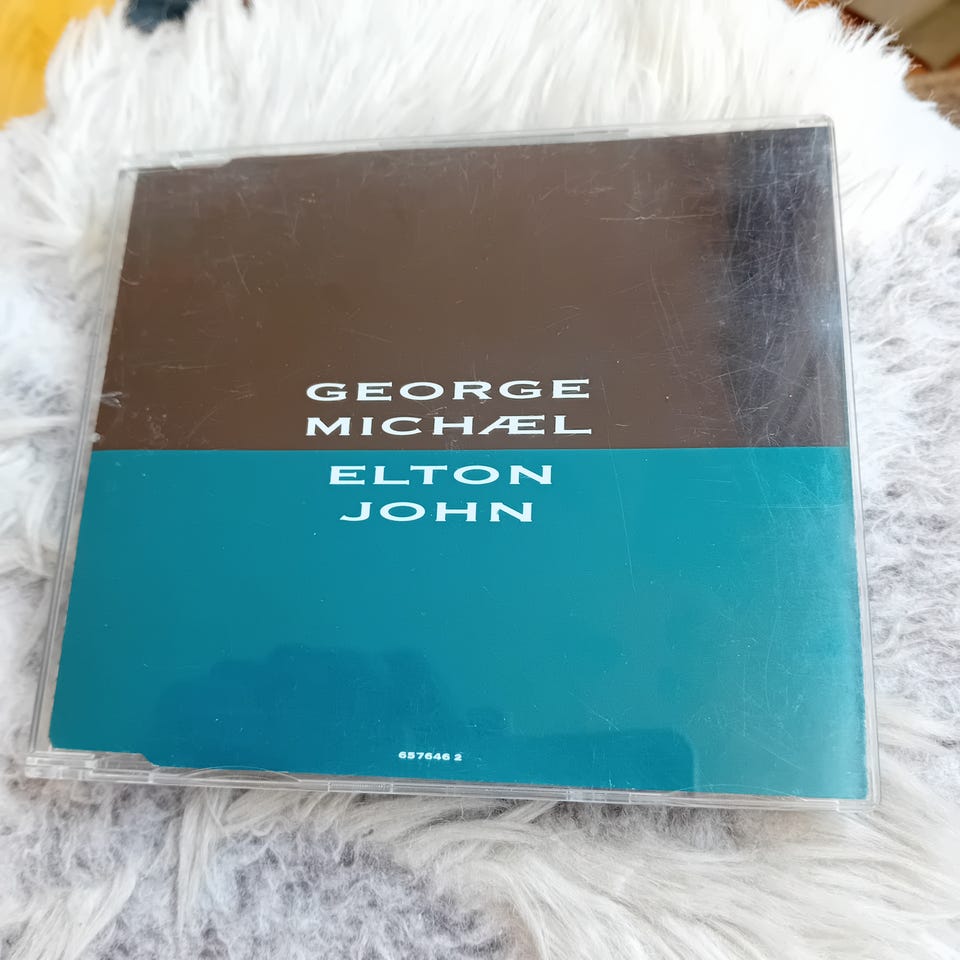 GEORGE
MICHÆL
ELTON
JOHN
657646 2